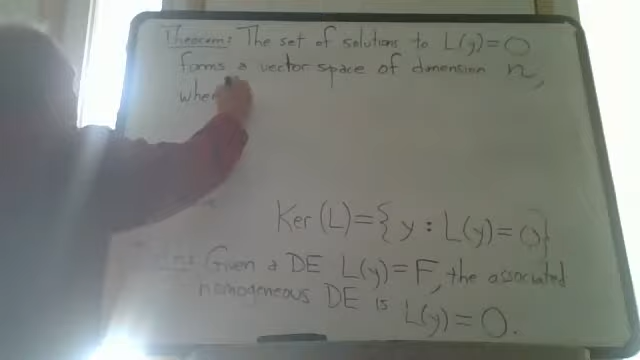 Theorem: The set of solutions to L(y)=0
forms a vector space of dimension n,
when
Ker(L)={y : L(y)=0}
Given a DE L(y)=F, the associated
homogeneous DE is L(y)=0.